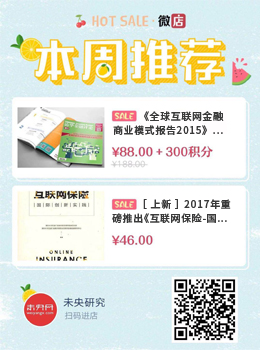 HOT SALE 微店
本周推荐
SALE 《全球互联网金融
商业模式报告2015》...
¥88.00 + 300积分
¥188.00
SALE [ 上新 ] 2017年重
磅推出《互联网保险-国...
¥46.00
互联网保险
ONLINE
INSURANCE
未央网
未央研究
扫码进店